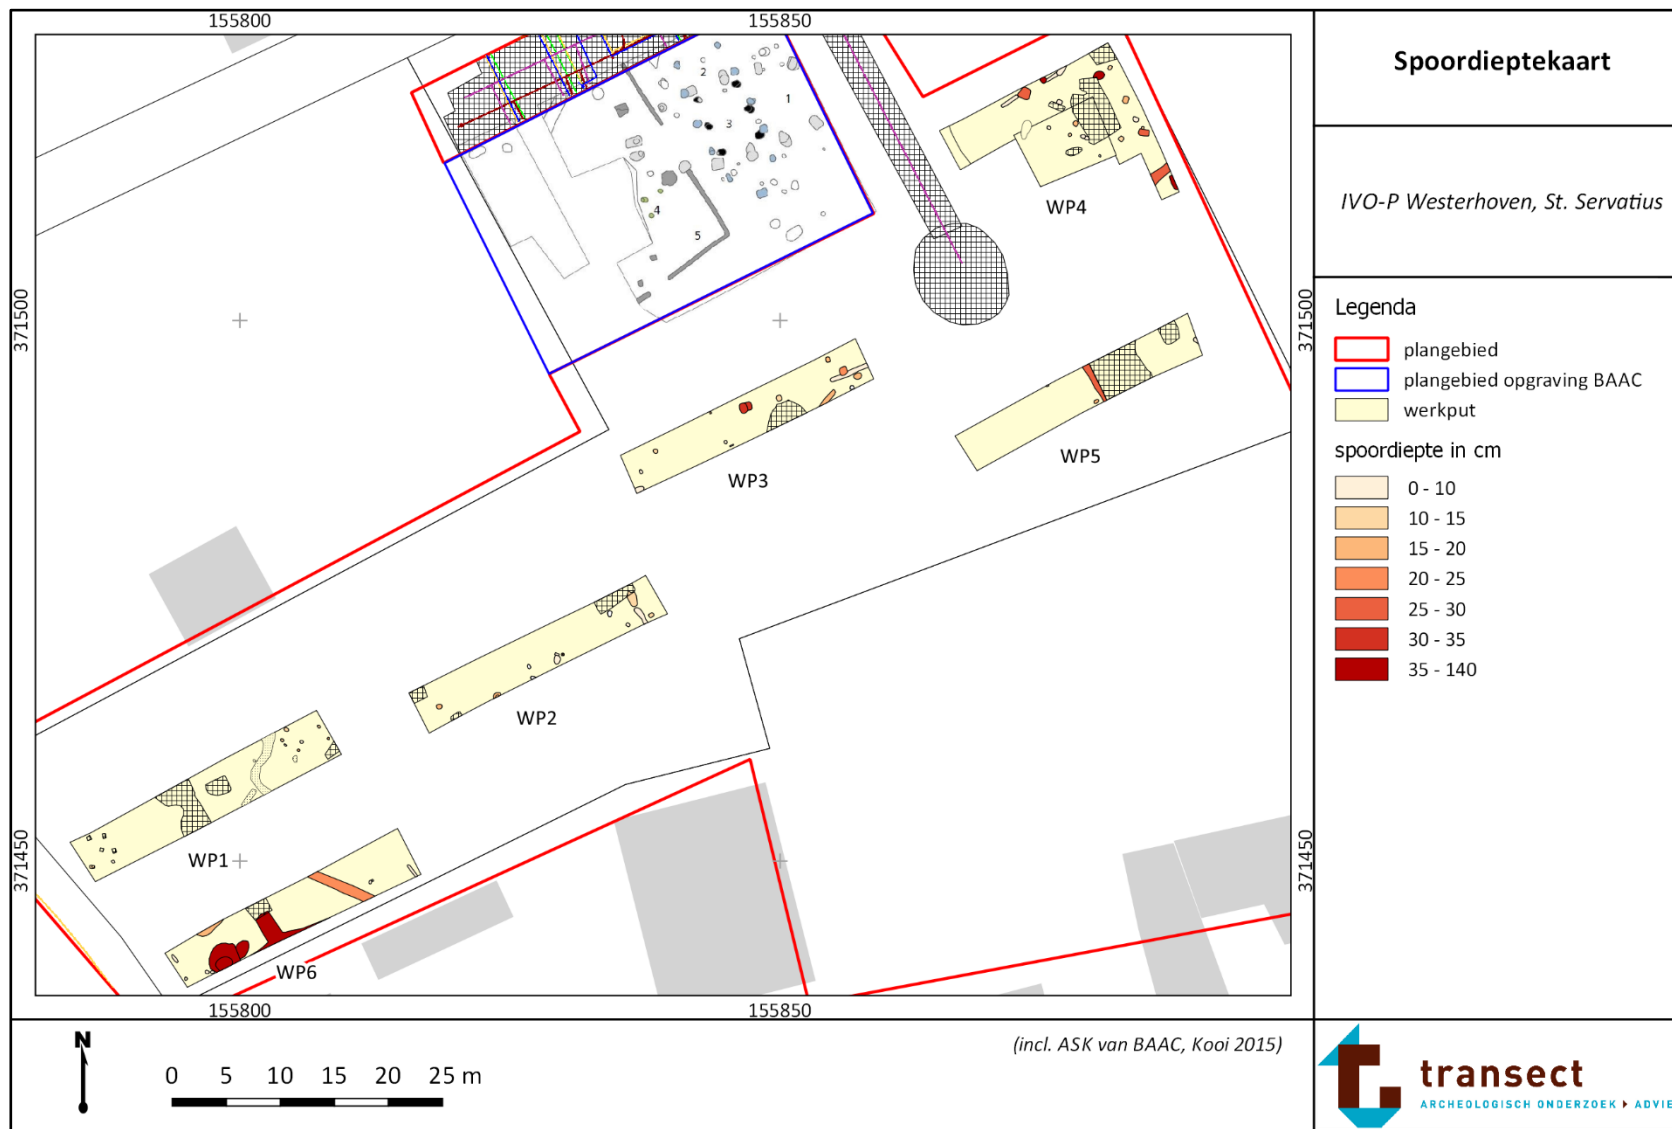 155800
155850
Spoordieptekaart
IVO-P Westerhoven, St. Servatius
Legenda
plangebied
plangebied opgraving BAAC
werkput
spoordiepte in cm
0 - 10
10 - 15
15 - 20
20 - 25
25 - 30
30 - 35
35 - 140
371500
371500
371450
371450
1
2
3
4
5
WP4
WP5
WP3
WP2
WP1
WP6
155800
155850
N
0 5 10 15 20 25 m
(incl. ASK van BAAC, Kooi 2015)
transect
ARCHEOLOGISCH ONDERZOEK ADVIE